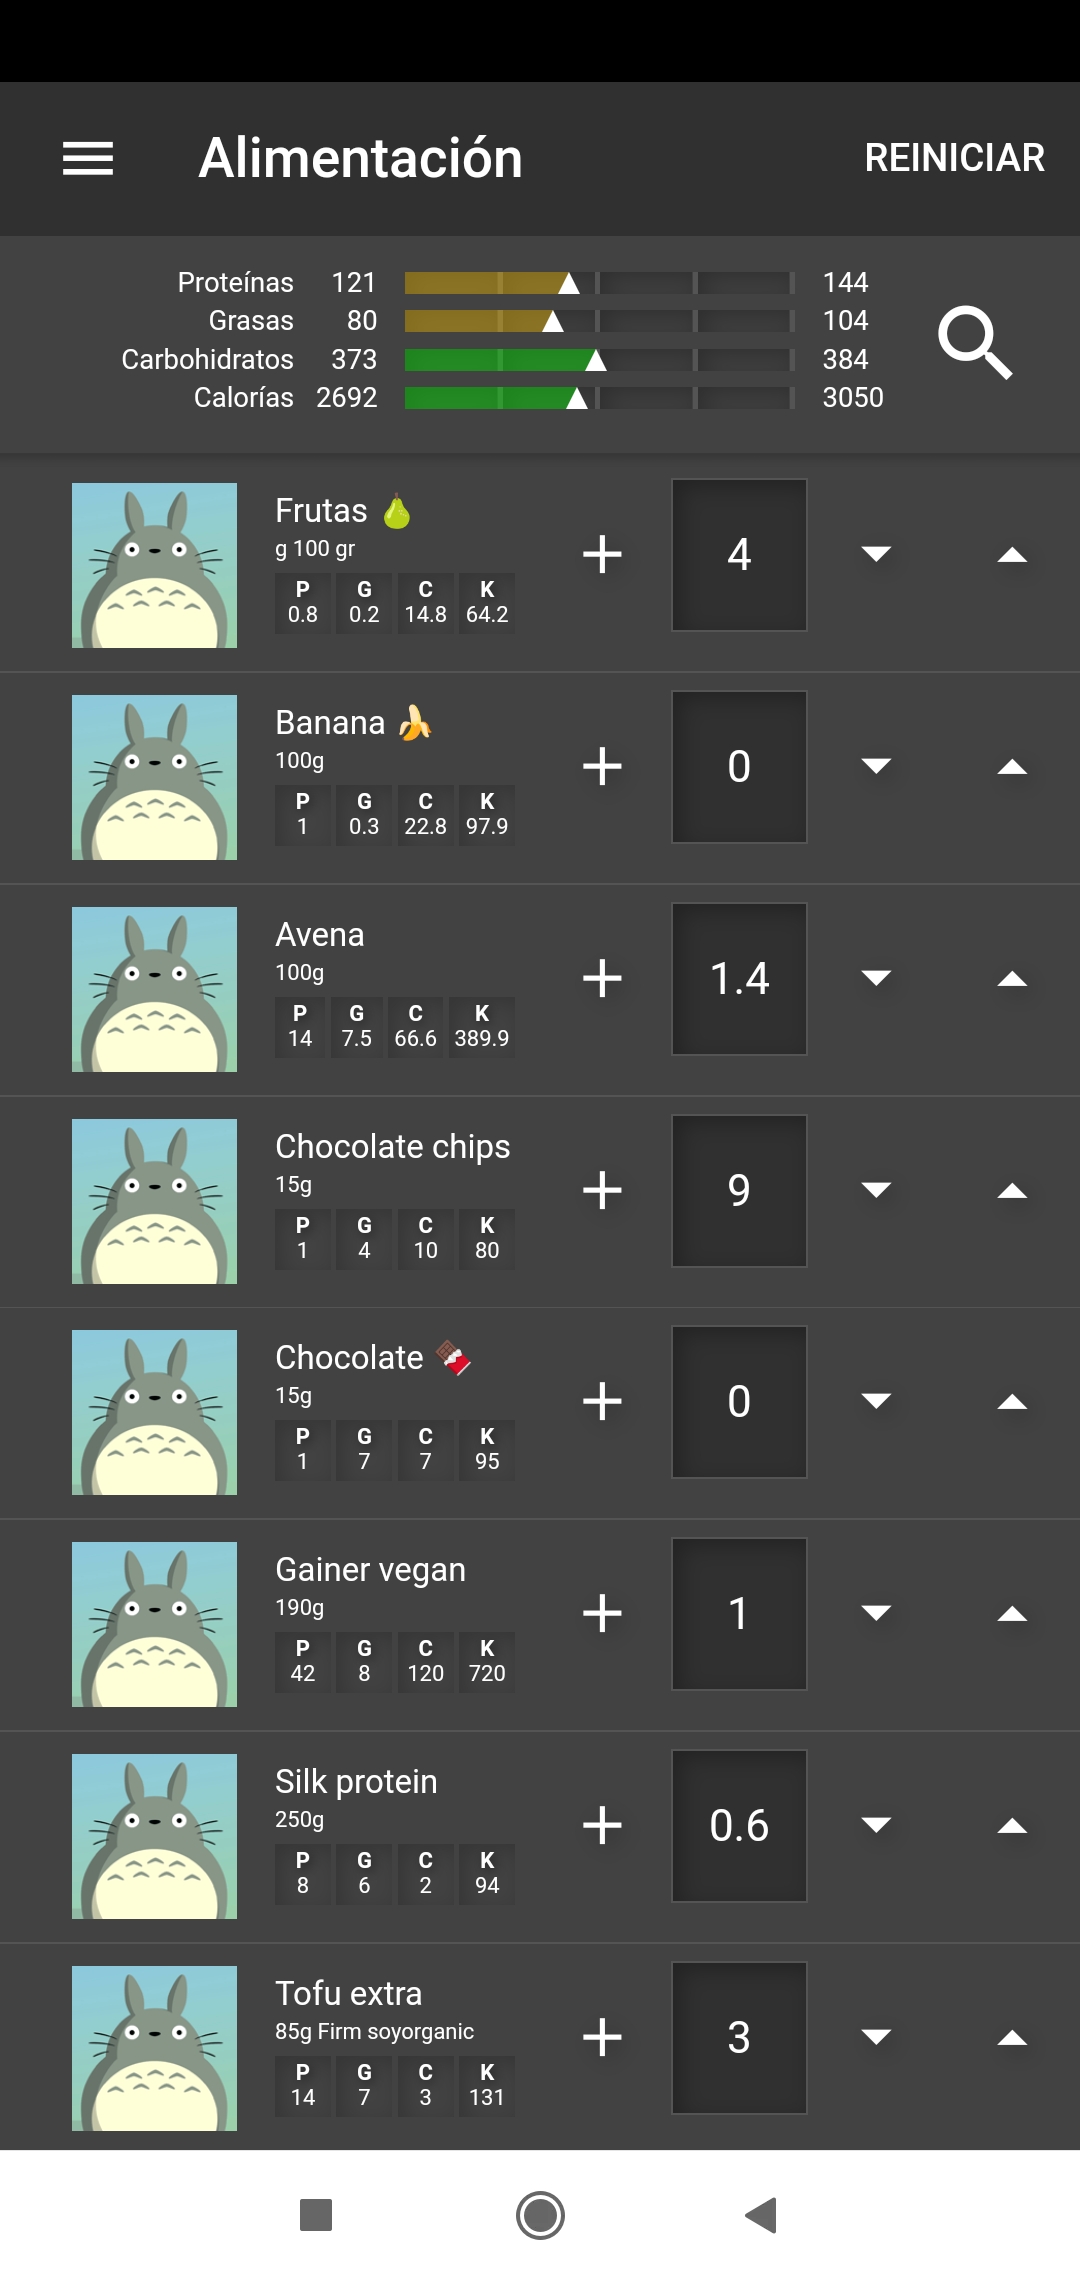 Alimentación REINICIAR
Proteínas 121 144
Grasas 80 104
Carbohidratos 373 384
Calorías 2692 3050
Frutas 🍐
g 100 gr
P G C K
0.8 0.2 14.8 64.2
4
Banana 🍌
100g
P G C K
1 0.3 22.8 97.9
0
Avena
100g
P G C K
14 7.5 66.6 389.9
1.4
Chocolate chips
15g
P G C K
1 4 10 80
9
Chocolate 🍫
15g
P G C K
1 7 7 95
0
Gainer vegan
190g
P G C K
42 8 120 720
1
Silk protein
250g
P G C K
8 6 2 94
0.6
Tofu extra
85g Firm soyorganic
P G C K
14 7 3 131
3